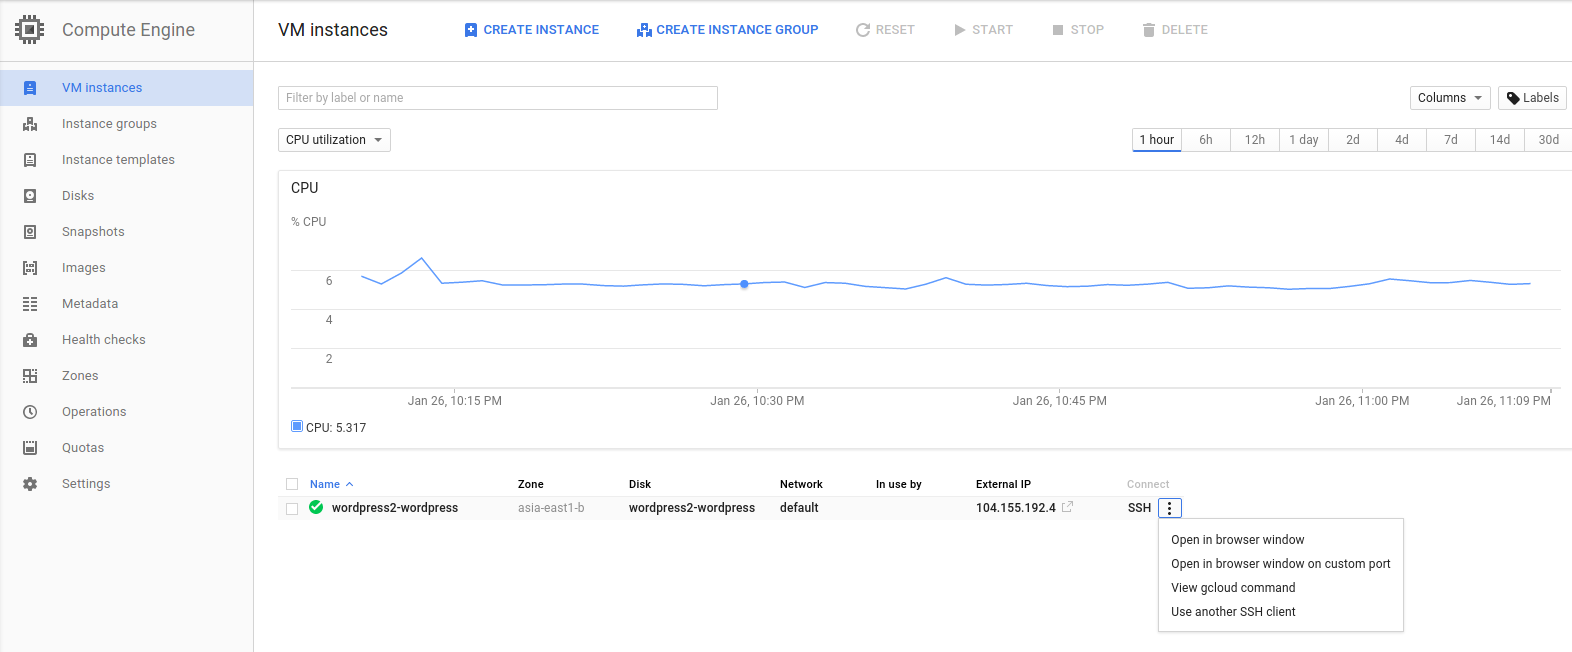 Compute Engine
VM instances
CREATE INSTANCE
CREATE INSTANCE GROUP
RESET
START
STOP
DELETE
VM instances
Instance groups
Instance templates
Disks
Snapshots
Images
Metadata
Health checks
Zones
Operations
Quotas
Settings
Filter by label or name
Columns
Labels
CPU utilization
1 hour 6h 12h 1 day 2d 4d 7d 14d 30d
CPU
% CPU
6
4
2
Jan 26, 10:15 PM Jan 26, 10:30 PM Jan 26, 10:45 PM Jan 26, 11:00 PM Jan 26, 11:09 PM
CPU: 5.317
Name Zone Disk Network In use by External IP Connect
wordpress2-wordpress asia-east1-b wordpress2-wordpress default 104.155.192.4 SSH
Open in browser window
Open in browser window on custom port
View gcloud command
Use another SSH client